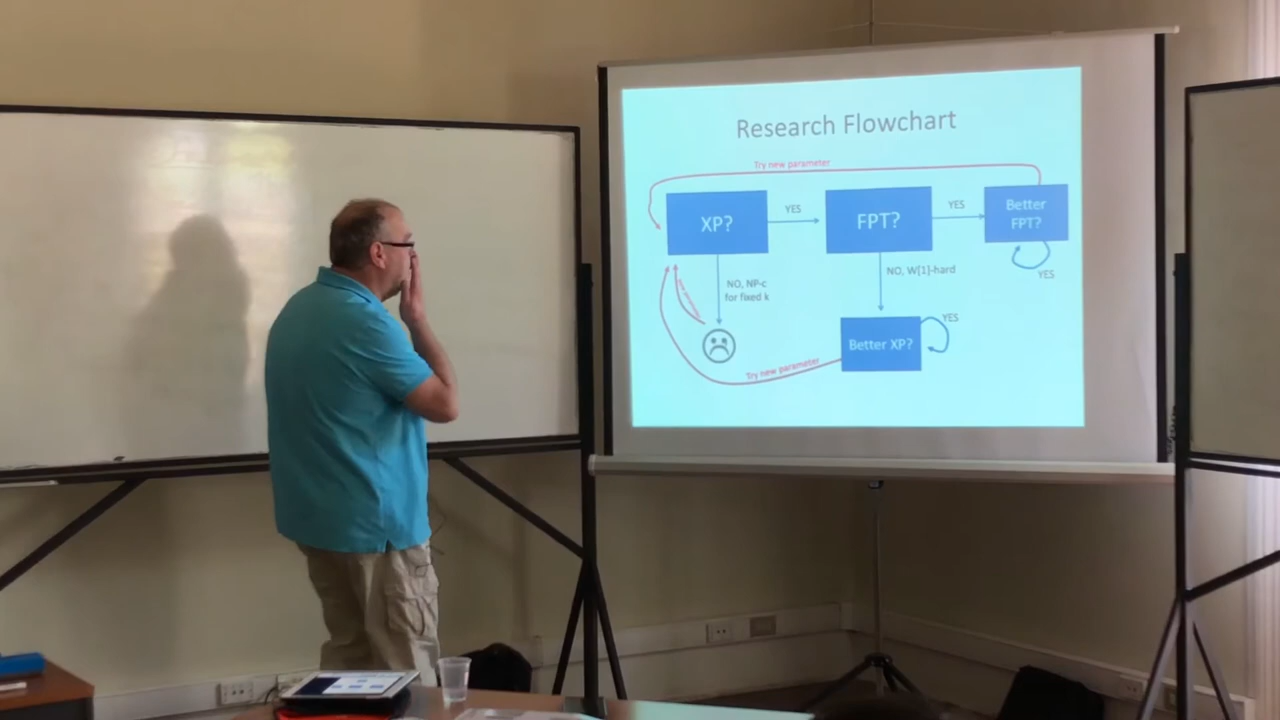 Research Flowchart
Try new parameter
XP?
YES
FPT?
YES
Better
FPT?
YES
NO, NP-c
for fixed k
NO, W[1]-hard
Better XP?
YES
Try new parameter